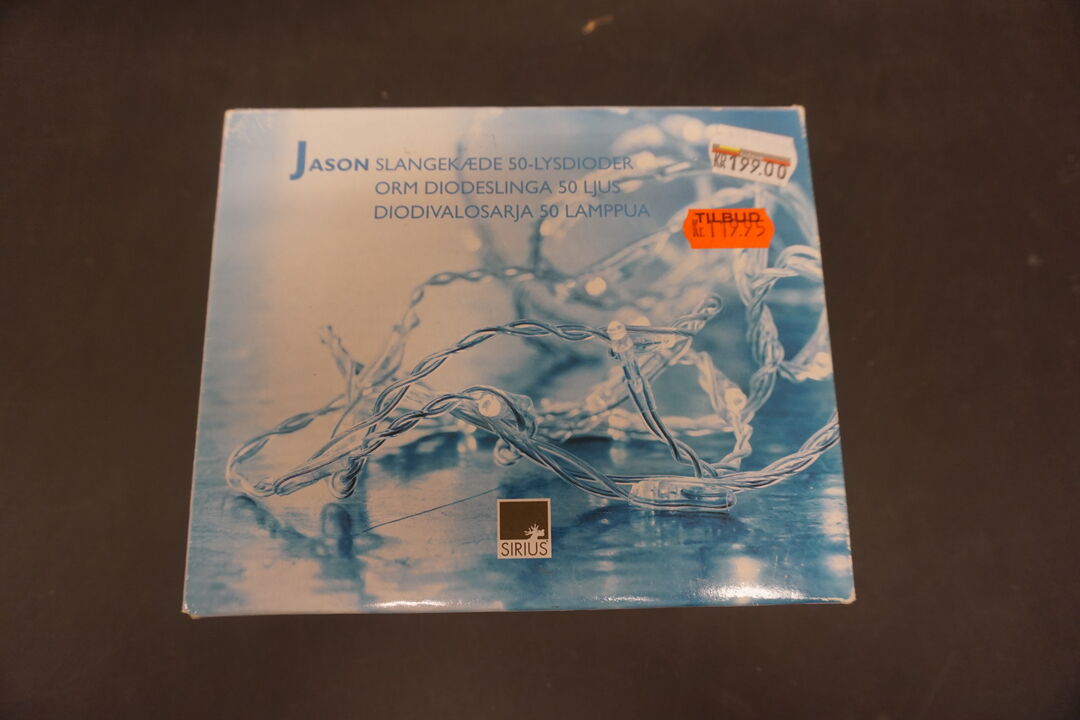 JASON SLANGEKÆDE 50-LYSDIODER
ORM DIODESLINGA 50 LJUS
DIODIVALOSARJA 50 LAMPPUA
Kr. 199.00
TILBUD
Kr. 119.95
SIRIUS